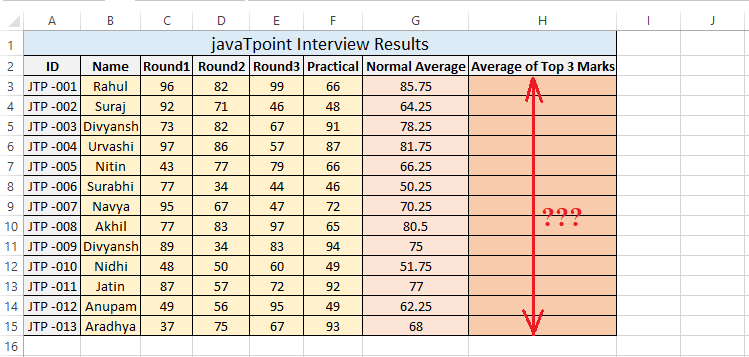 A B C D E F G H I J
1 javaTpoint Interview Results
2 ID Name Round1 Round2 Round3 Practical Normal Average Average of Top 3 Marks
3 JTP -001 Rahul 96 82 99 66 85.75
4 JTP -002 Suraj 92 71 46 48 64.25
5 JTP -003 Divyansh 73 82 67 91 78.25
6 JTP -004 Urvashi 97 86 57 87 81.75
7 JTP -005 Nitin 43 77 79 66 66.25
8 JTP -006 Surabhi 77 34 44 46 50.25
9 JTP -007 Navya 95 67 47 72 70.25
10 JTP -008 Akhil 77 83 97 65 80.5 ???
11 JTP -009 Divyansh 89 34 83 94 75
12 JTP -010 Nidhi 48 50 60 49 51.75
13 JTP -011 Jatin 87 57 72 92 77
14 JTP -012 Anupam 49 56 95 49 62.25
15 JTP -013 Aradhya 37 75 67 93 68
16